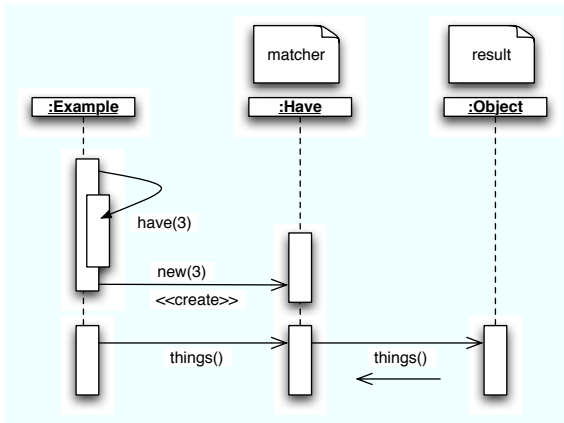 matcher
result
:Example
:Have
:Object
have(3)
new(3)
<<create>>
things()
things()